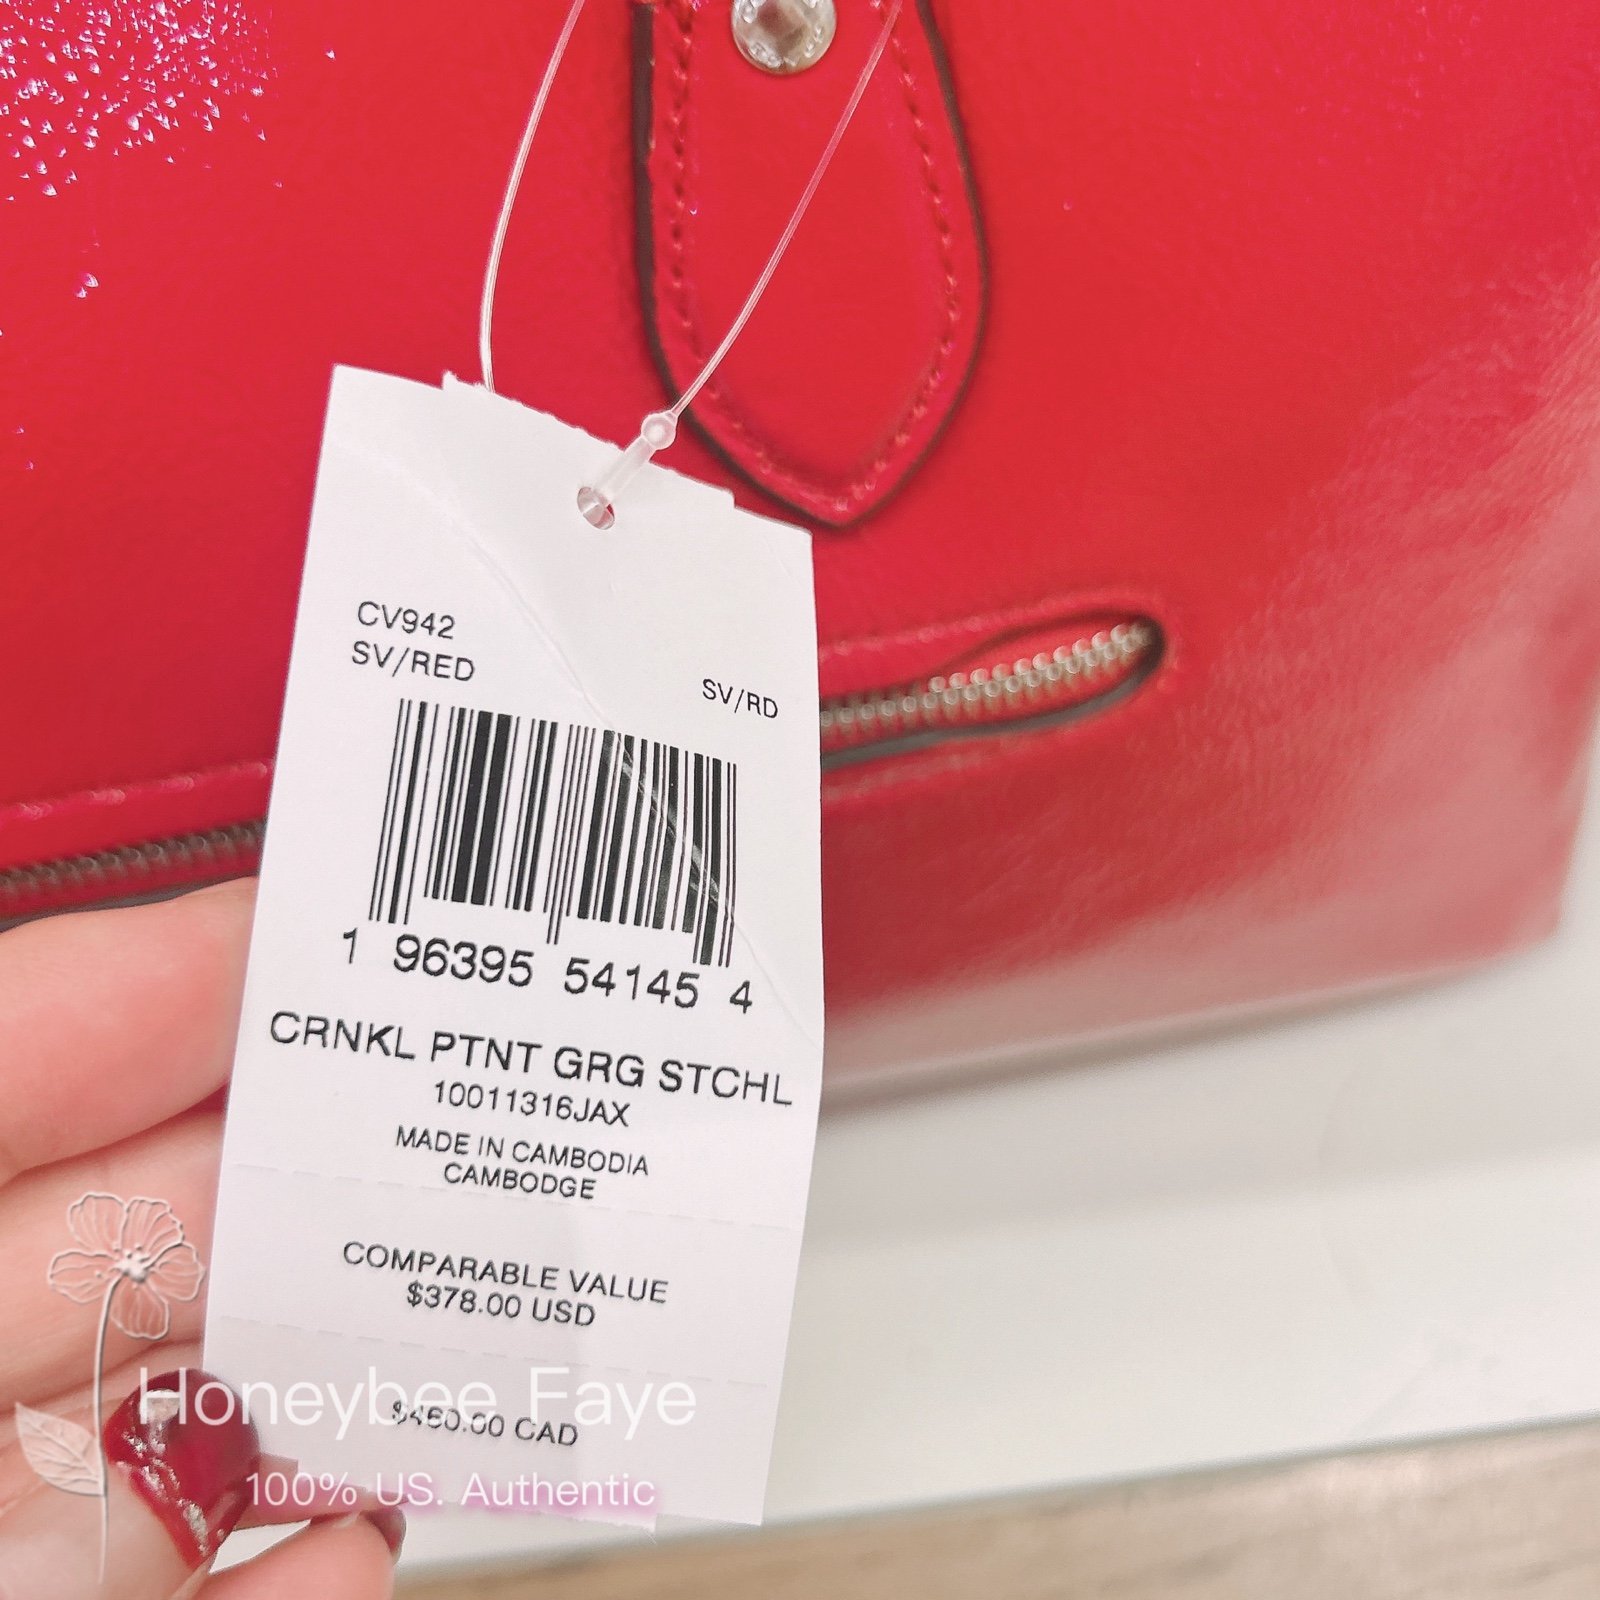 CV942
SV/RED
SV/RD
1 96395 54145 4
CRNKL PTNT GRG STCHL
10011316JAX
MADE IN CAMBODIA
CAMBODGE
COMPARABLE VALUE
$378.00 USD
Honeybee Faye
CAD
100% US. Authentic